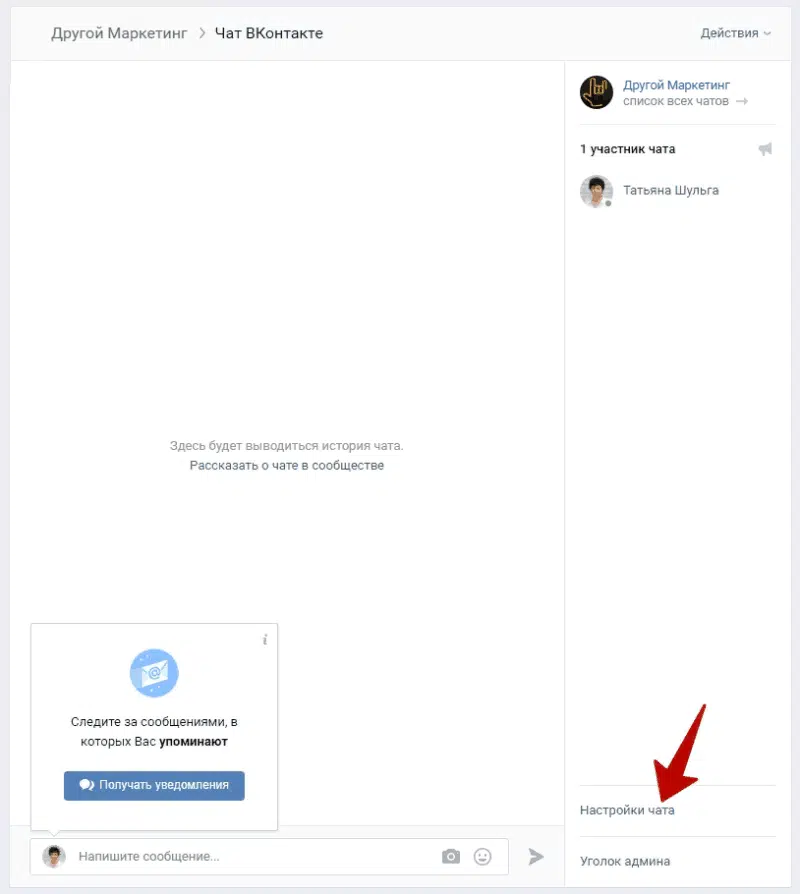 Другой Маркетинг > Чат ВКонтакте
Действия
Другой Маркетинг
список всех чатов →
1 участник чата
Татьяна Шульга
Здесь будет выводиться история чата.
Рассказать о чате в сообществе
i
@
Следите за сообщениями, в
которых Вас упоминают
Получать уведомления
Настройки чата
Напишите сообщение...
Уголок админа